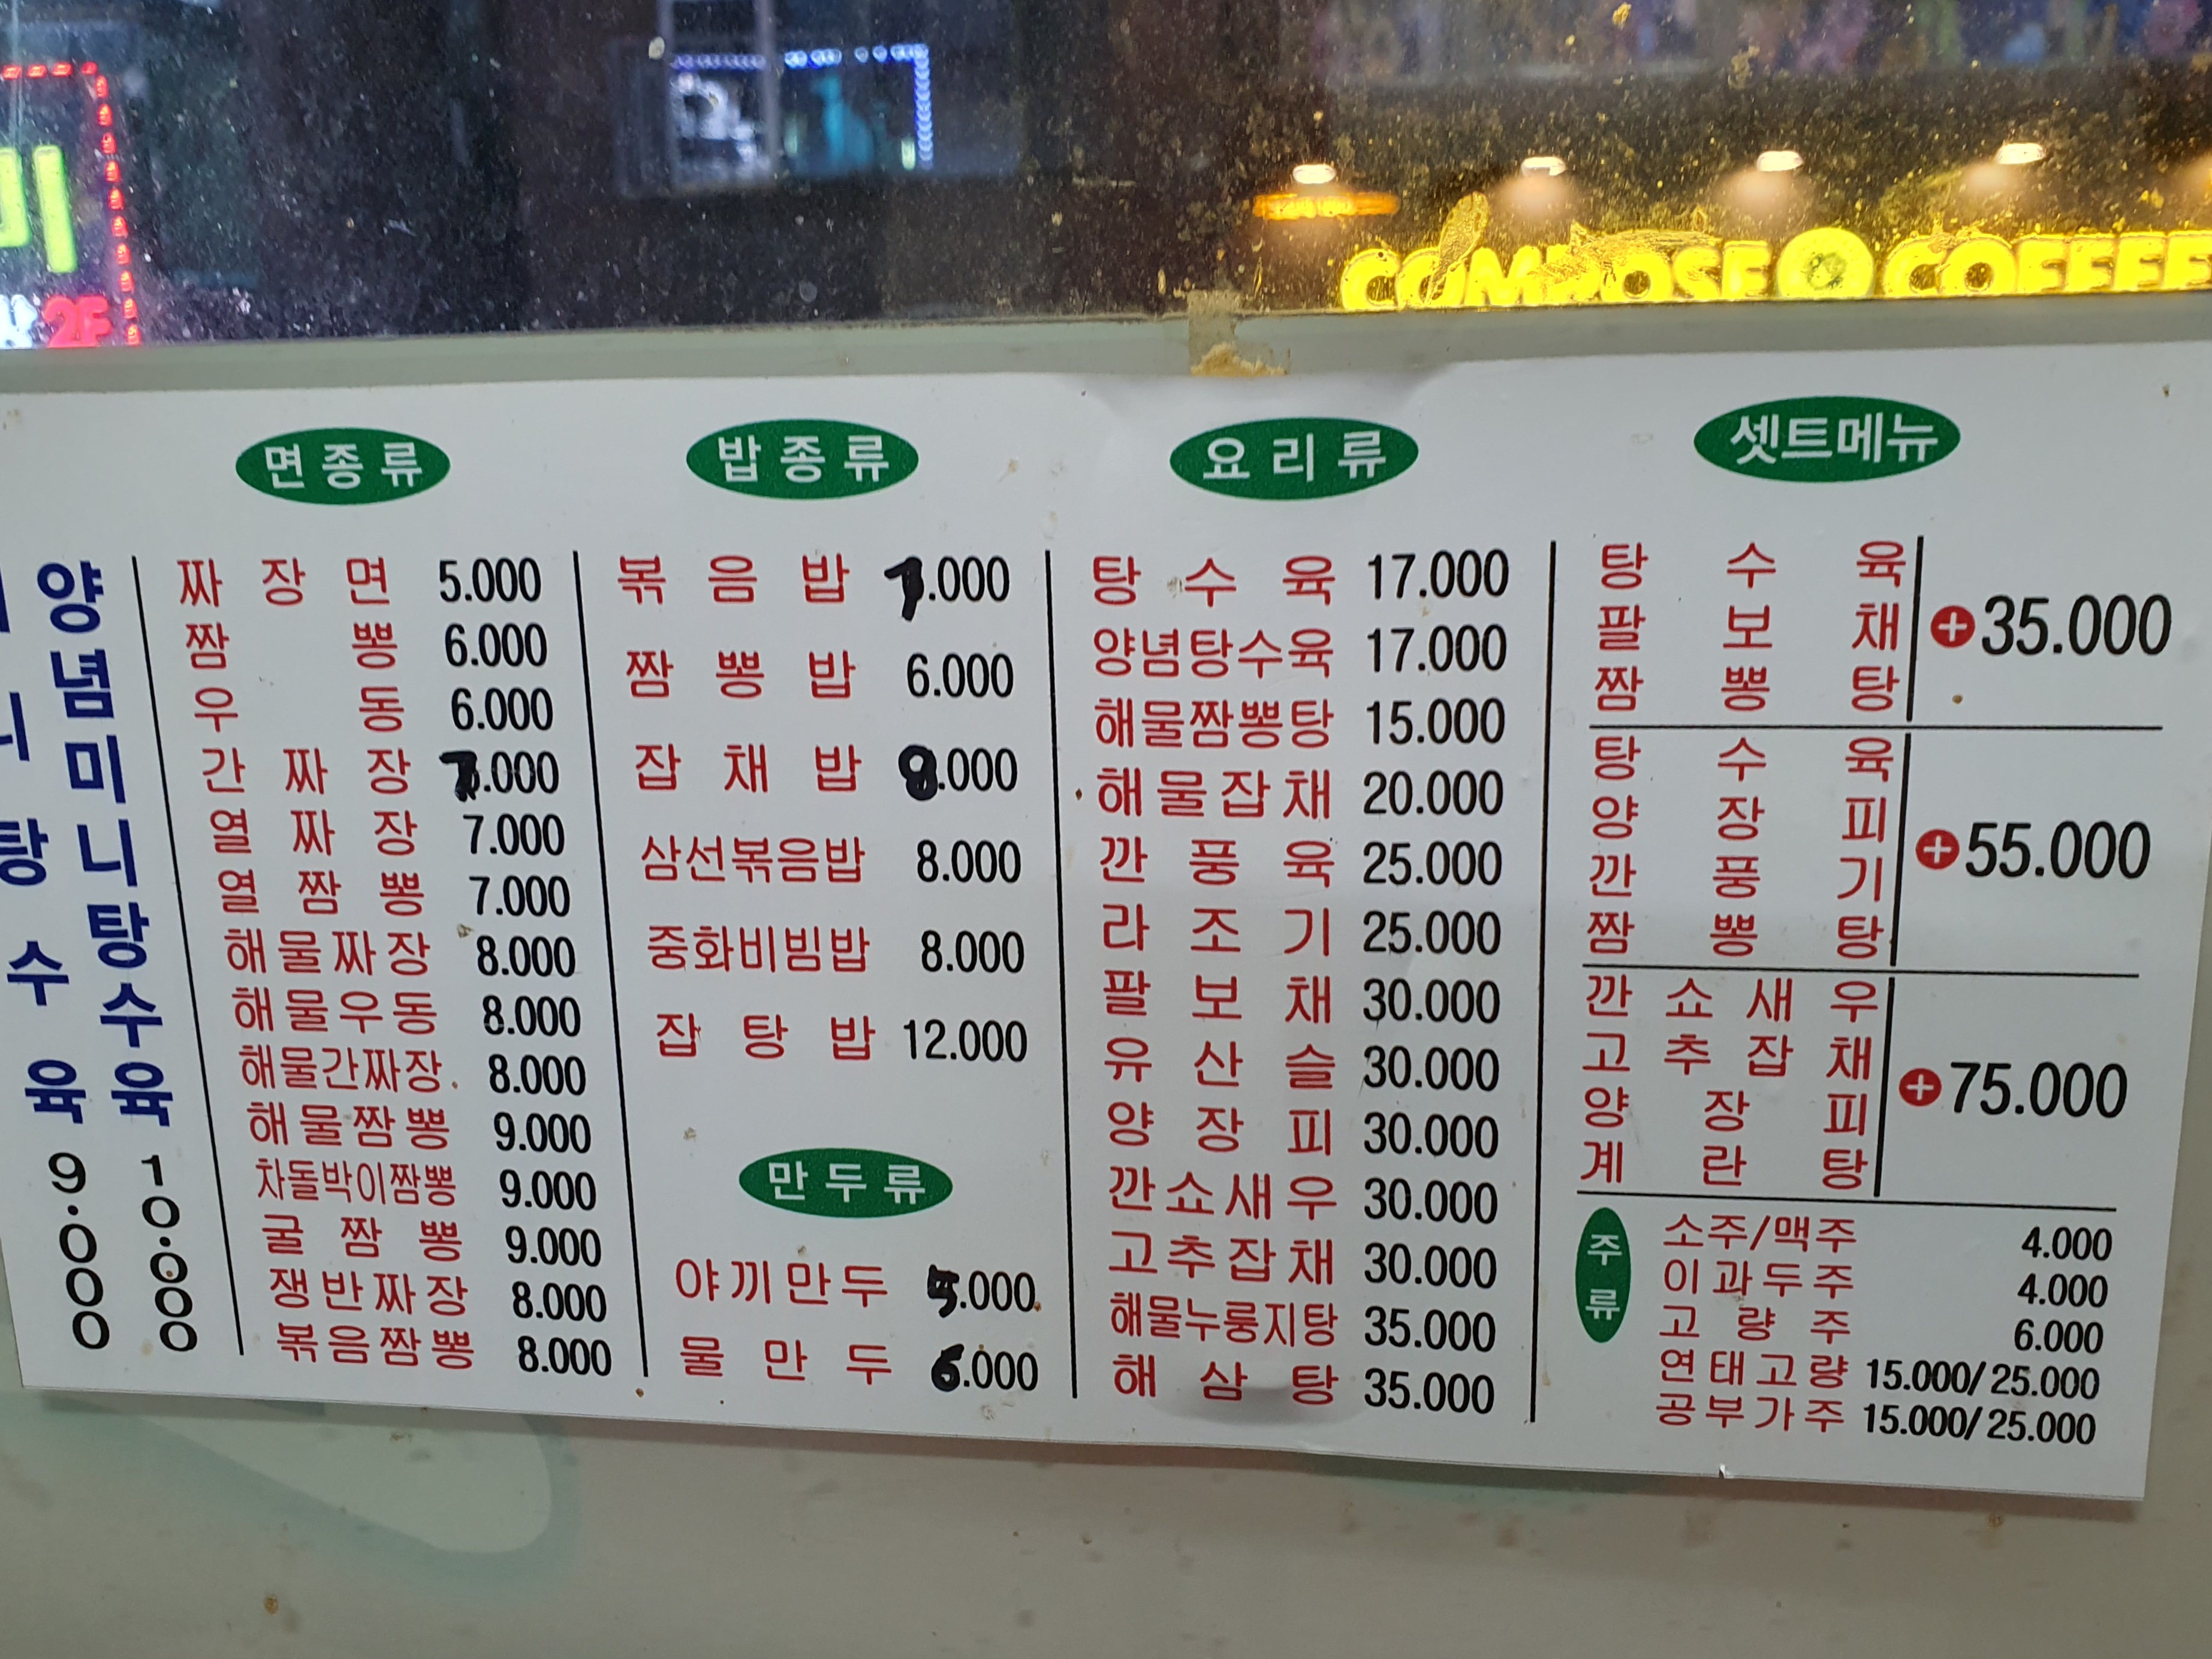 미
2F
COMPOSE COFFEE
미니탕수육 9.000
양념미니탕수육 10.000
면종류
짜장면 5.000
짬뽕 6.000
우동 6.000
간짜장 7.000
열짜장 7.000
열짬뽕 7.000
해물짜장 8.000
해물우동 8.000
해물간짜장 8.000
해물짬뽕 9.000
차돌박이짬뽕 9.000
굴짬뽕 9.000
쟁반짜장 8.000
볶음짬뽕 8.000
밥종류
볶음밥 7.000
짬뽕밥 6.000
잡채밥 8.000
삼선볶음밥 8.000
중화비빔밥 8.000
잡탕밥 12.000
만두류
야끼만두 5.000
물만두 6.000
요리류
탕수육 17.000
양념탕수육 17.000
해물짬뽕탕 15.000
해물잡채 20.000
깐풍육 25.000
라조기 25.000
팔보채 30.000
유산슬 30.000
양장피 30.000
깐쇼새우 30.000
고추잡채 30.000
해물누룽지탕 35.000
해삼탕 35.000
셋트메뉴
탕수육
팔보채
짬뽕탕
+35.000
탕수육
양장피
깐풍기
짬뽕탕
+55.000
깐쇼새우
고추잡채
양장피
계란탕
+75.000
주류
소주/맥주 4.000
이과두주 4.000
고량주 6.000
연태고량 15.000/25.000
공부가주 15.000/25.000